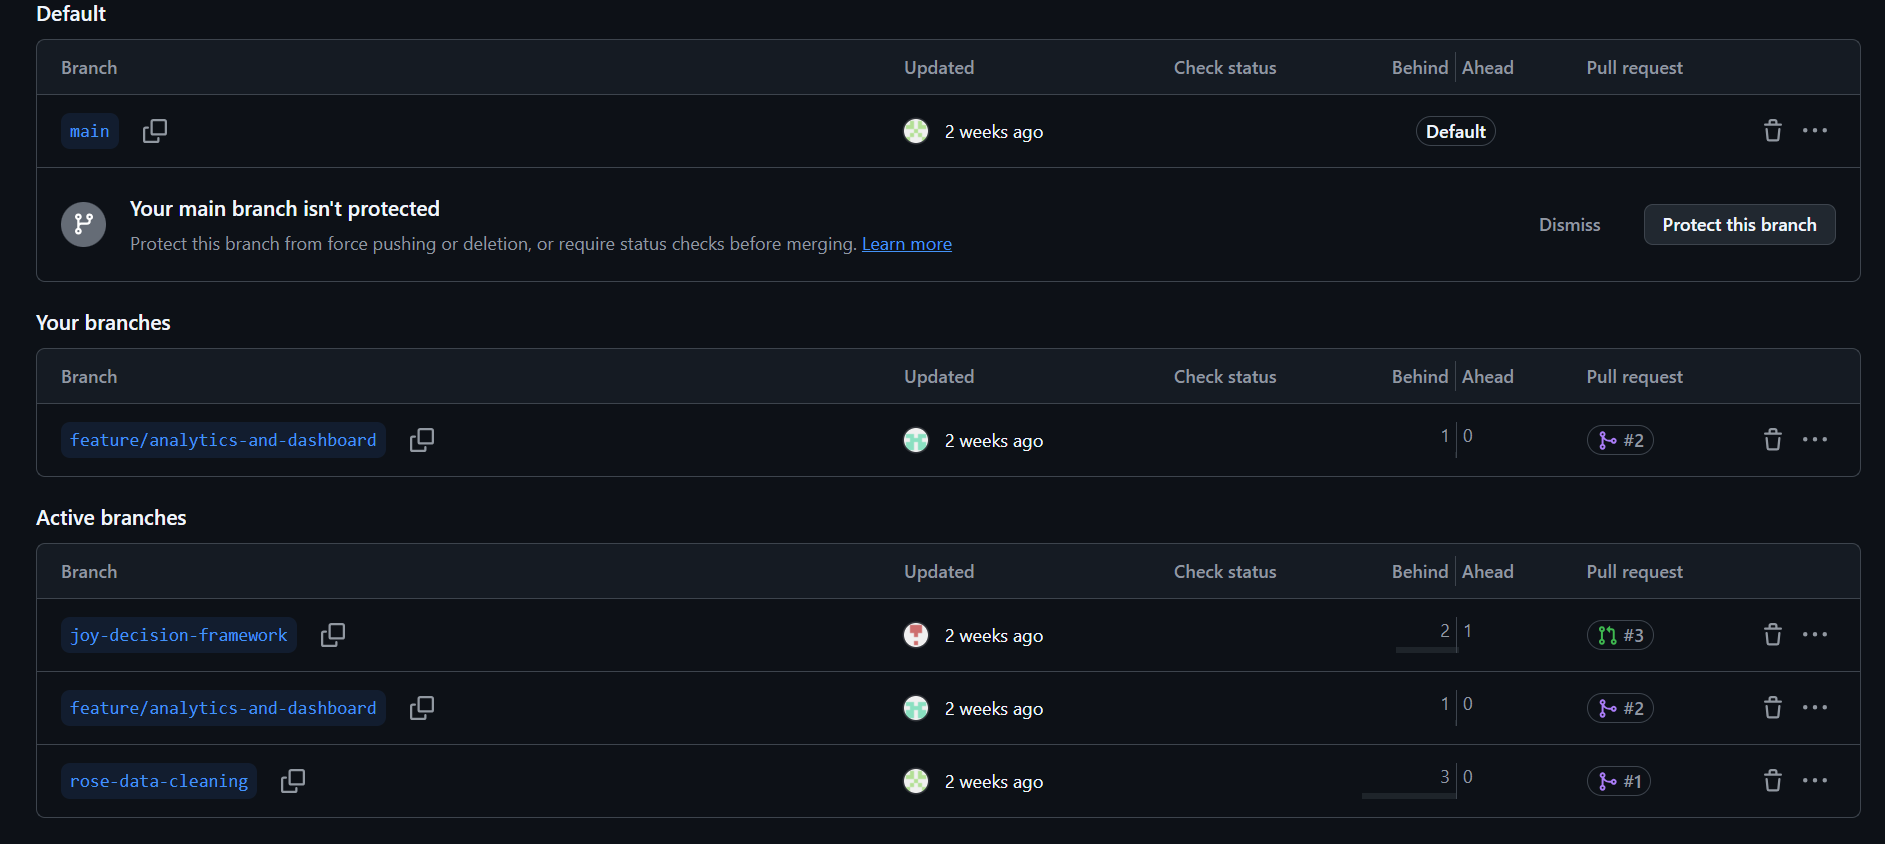 Default
Branch Updated Check status Behind Ahead Pull request
main 2 weeks ago Default
Your main branch isn't protected
Protect this branch from force pushing or deletion, or require status checks before merging. Learn more
Dismiss Protect this branch
Your branches
Branch Updated Check status Behind Ahead Pull request
feature/analytics-and-dashboard 2 weeks ago 1 0 #2
Active branches
Branch Updated Check status Behind Ahead Pull request
joy-decision-framework 2 weeks ago 2 1 #3
feature/analytics-and-dashboard 2 weeks ago 1 0 #2
rose-data-cleaning 2 weeks ago 3 0 #1